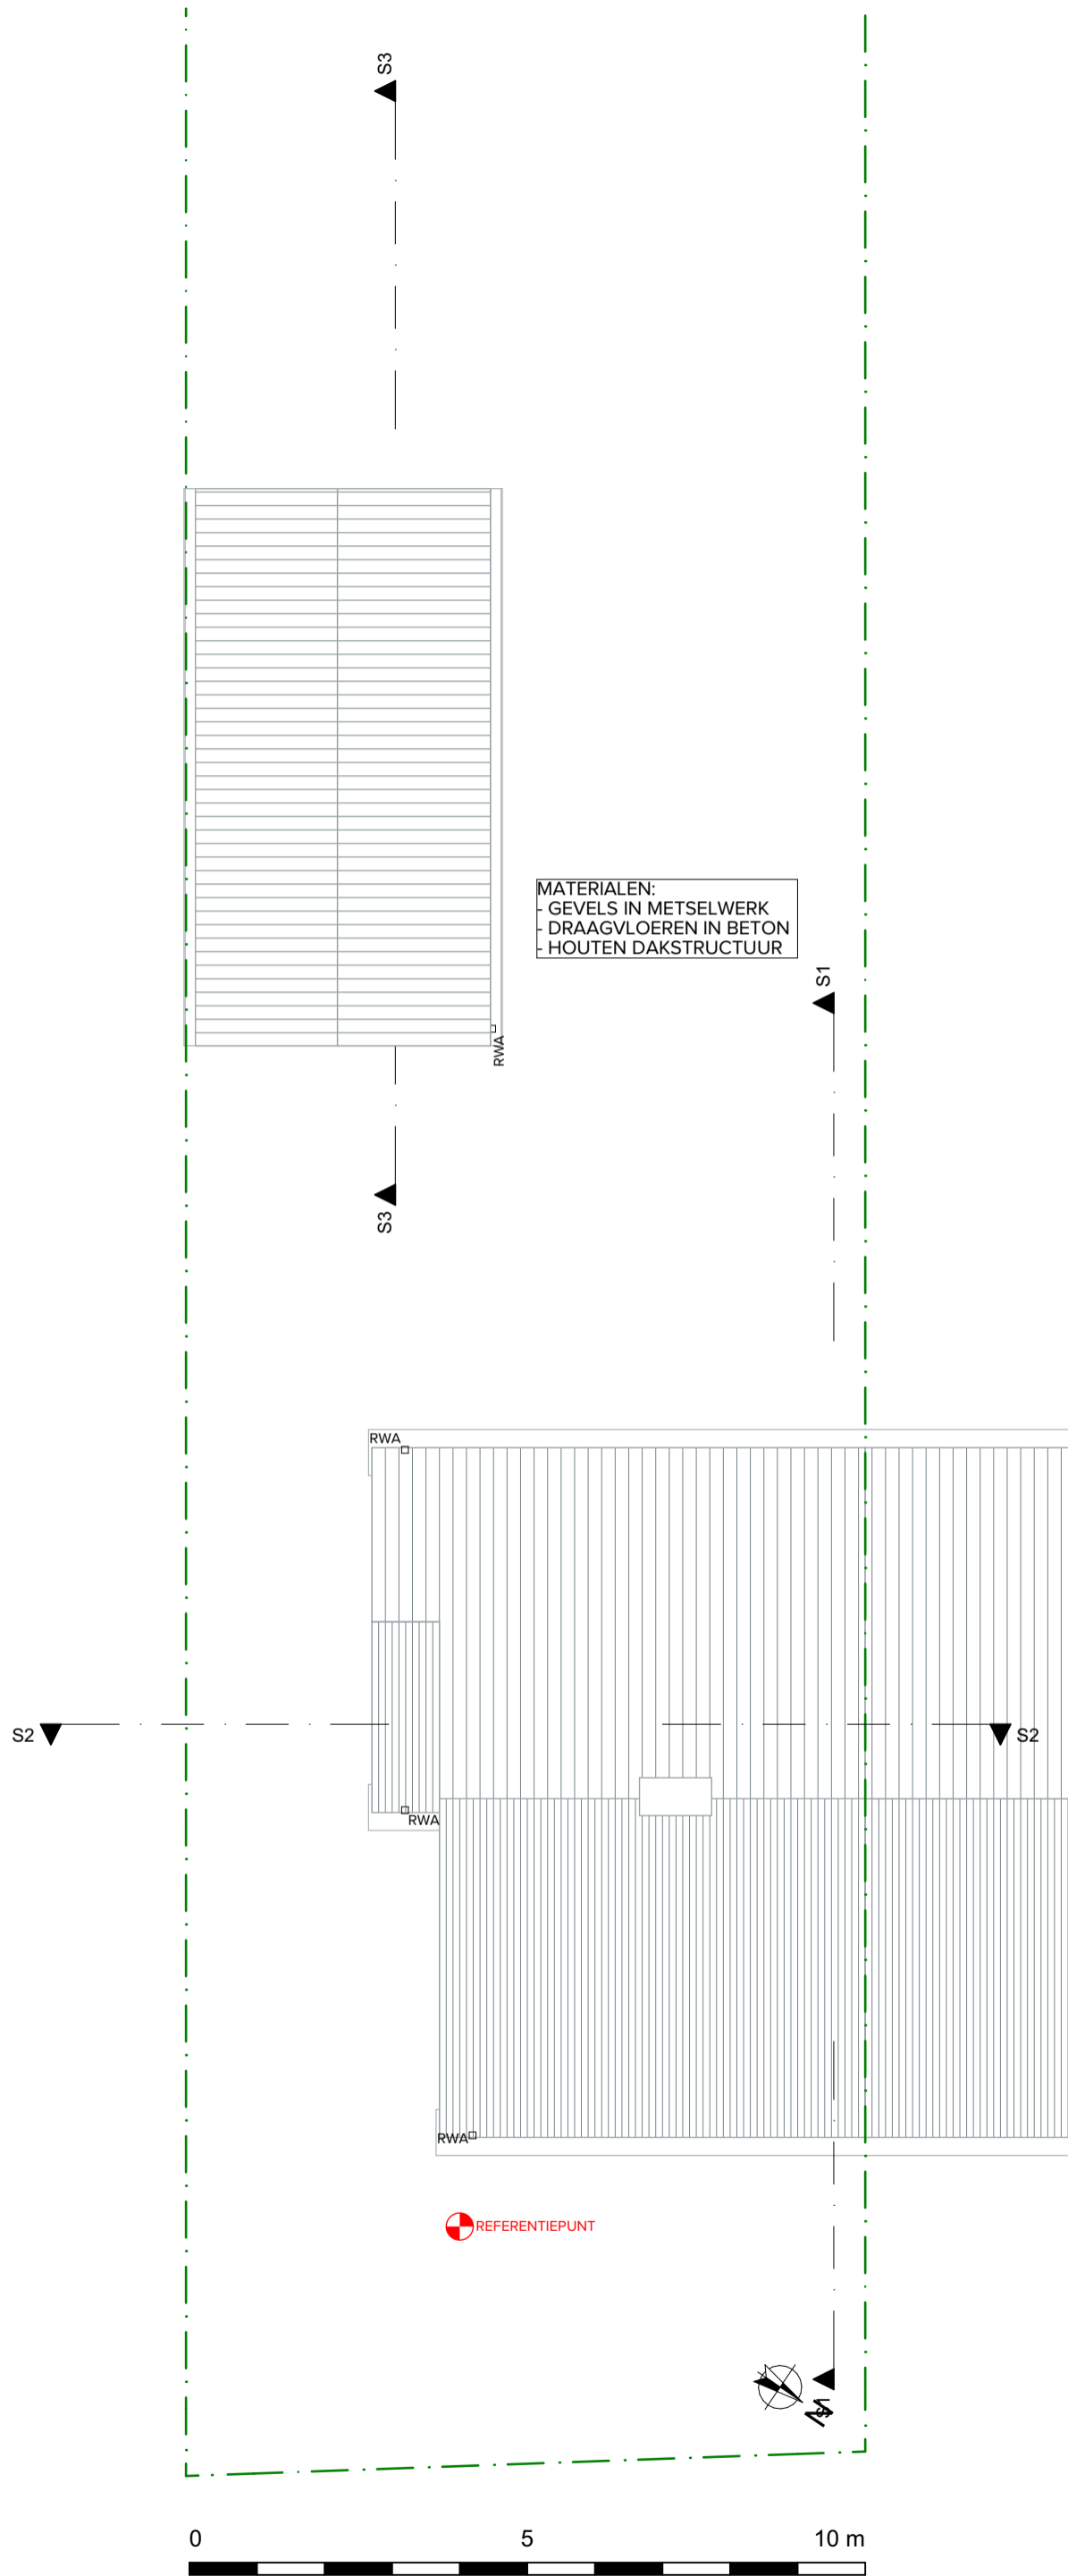 S3
MATERIALEN:
- GEVELS IN METSELWERK
- DRAAGVLOEREN IN BETON
- HOUTEN DAKSTRUCTUUR
S1
RWA
S3
RWA
S2
S2
RWA
RWA
REFERENTIEPUNT
S1
N
0 5 10 m